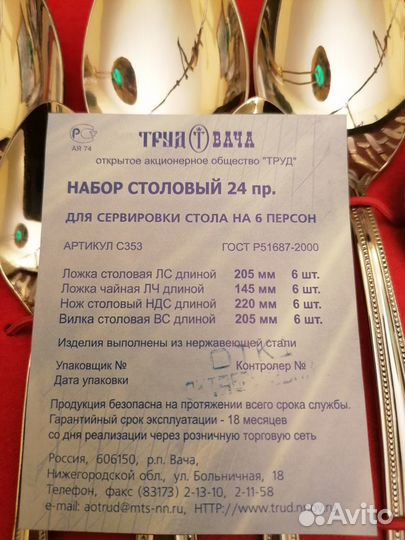 АЯ 74
ТРУД ВАЧА
открытое акционерное общество "ТРУД"
НАБОР СТОЛОВЫЙ 24 пр.
ДЛЯ СЕРВИРОВКИ СТОЛА НА 6 ПЕРСОН
АРТИКУЛ С353 ГОСТ Р51687-2000
Ложка столовая ЛС длиной 205 мм 6 шт.
Ложка чайная ЛЧ длиной 145 мм 6 шт.
Нож столовый НДС длиной 220 мм 6 шт.
Вилка столовая ВС длиной 205 мм 6 шт.
Изделия выполнены из нержавеющей стали
ОТК
Упаковщик № Контролер №
Дата упаковки
Продукция безопасна на протяжении всего срока службы.
Гарантийный срок эксплуатации - 18 месяцев
со дня реализации через розничную торговую сеть
Россия, 606150, р.п. Вача,
Нижегородской обл., ул. Больничная, 18
Телефон, факс (83173) 2-13-10, 2-11-58
e-mail: aotrud@mts-nn.ru, HTTP://www.trud.nnov.ru
Avito